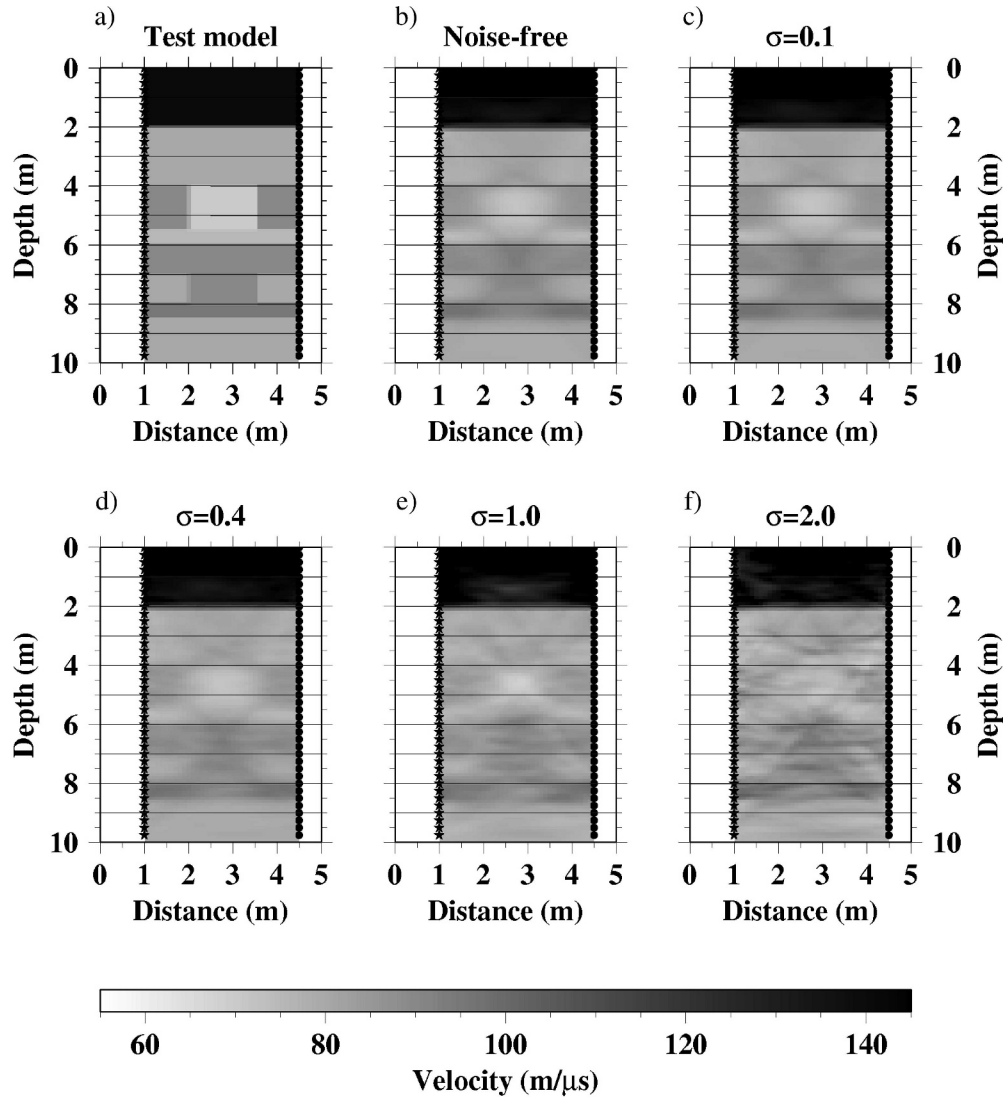 a)
Test model
b)
Noise-free
c)
σ=0.1
0
2
4
6
8
10
Depth (m)
0 1 2 3 4 5
Distance (m)
0 1 2 3 4 5
Distance (m)
0 1 2 3 4 5
Distance (m)
0
2
4
6
8
10
Depth (m)
d)
σ=0.4
e)
σ=1.0
f)
σ=2.0
0
2
4
6
8
10
Depth (m)
0 1 2 3 4 5
Distance (m)
0 1 2 3 4 5
Distance (m)
0 1 2 3 4 5
Distance (m)
0
2
4
6
8
10
Depth (m)
60 80 100 120 140
Velocity (m/μs)